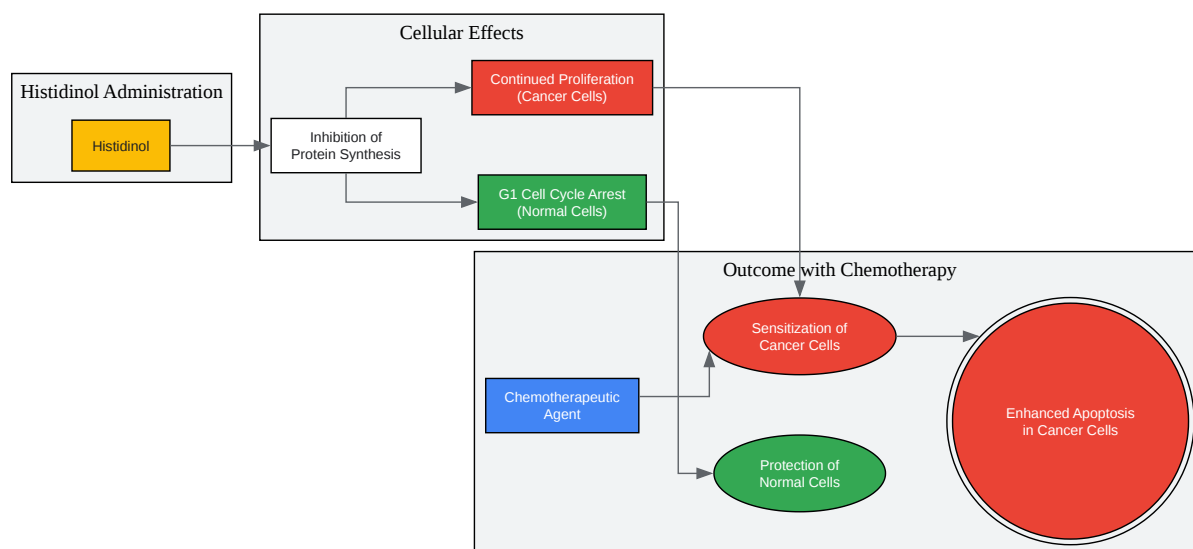 Histidinol Administration
Histidinol
Cellular Effects
Inhibition of
Protein Synthesis
Continued Proliferation
(Cancer Cells)
G1 Cell Cycle Arrest
(Normal Cells)
Outcome with Chemotherapy
Chemotherapeutic
Agent
Sensitization of
Cancer Cells
Protection of
Normal Cells
Enhanced Apoptosis
in Cancer Cells